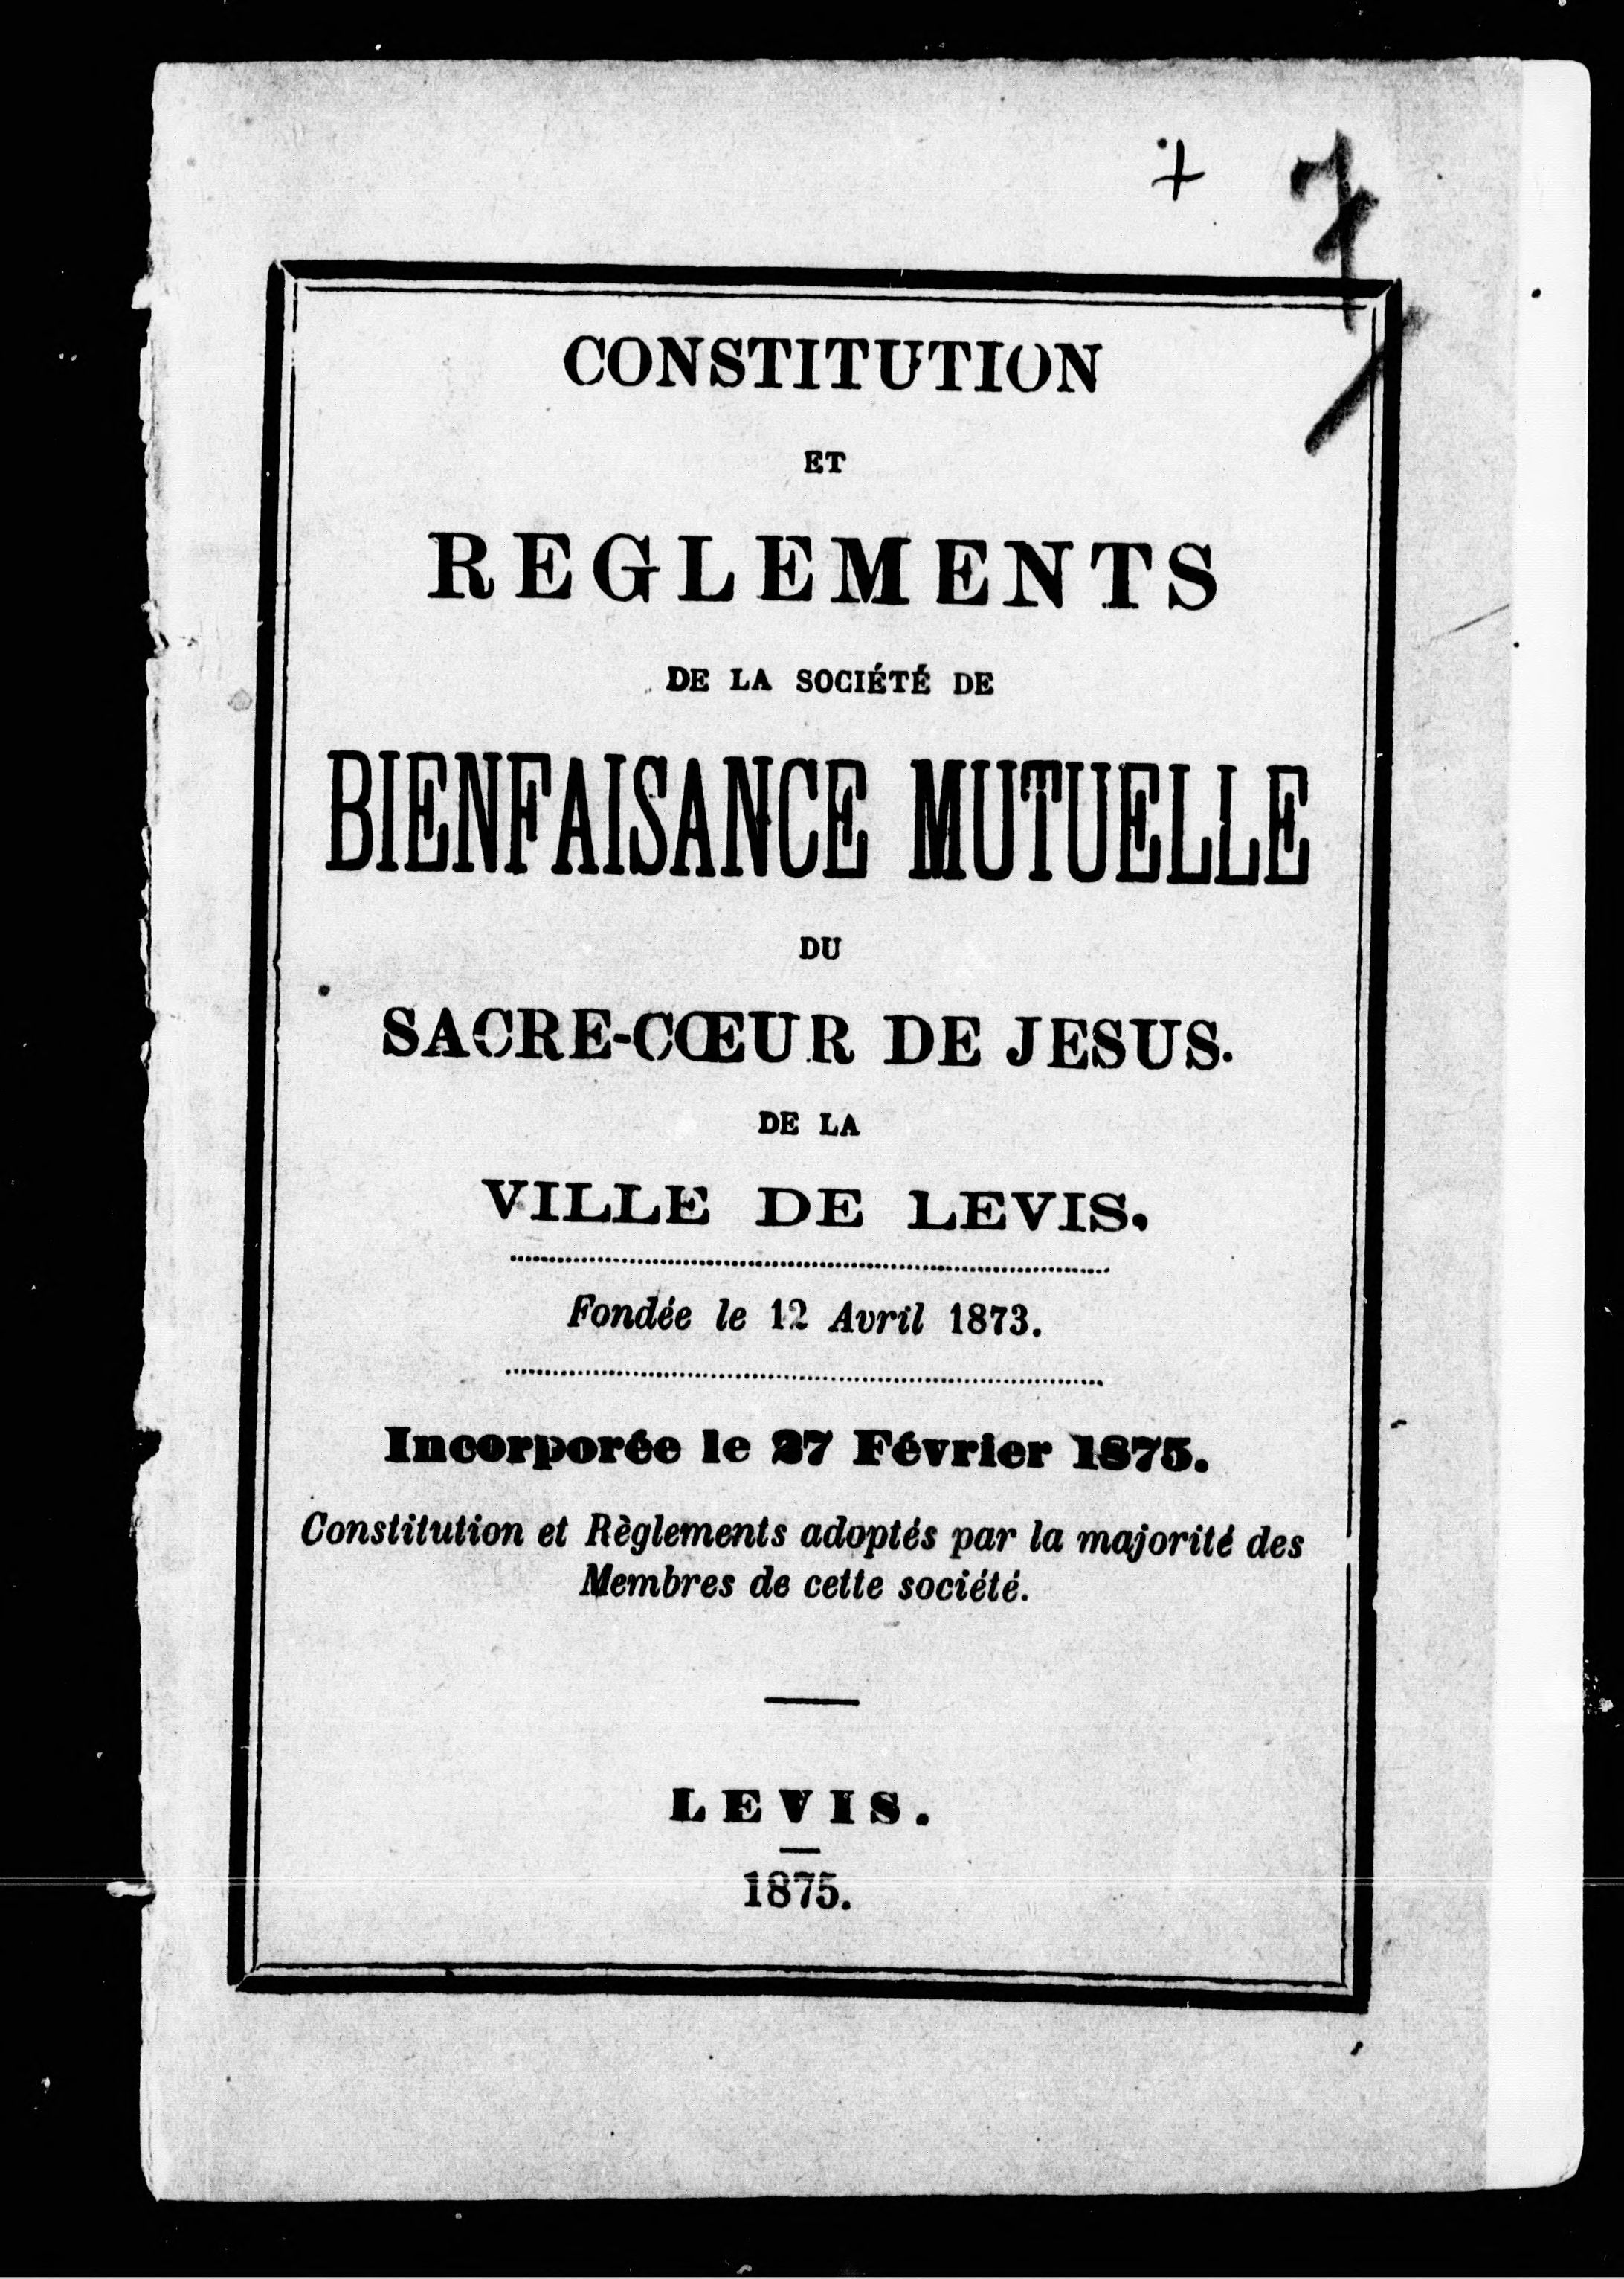 CONSTITUTION
ET
REGLEMENTS
DE LA SOCIÉTÉ DE
BIENFAISANCE MUTUELLE
DU
SACRE-CŒUR DE JESUS.
DE LA
VILLE DE LEVIS.
Fondée le 12 Avril 1873.
Incorporée le 27 Février 1875.
Constitution et Règlements adoptés par la majorité des
Membres de cette société.
LEVIS.
1875.